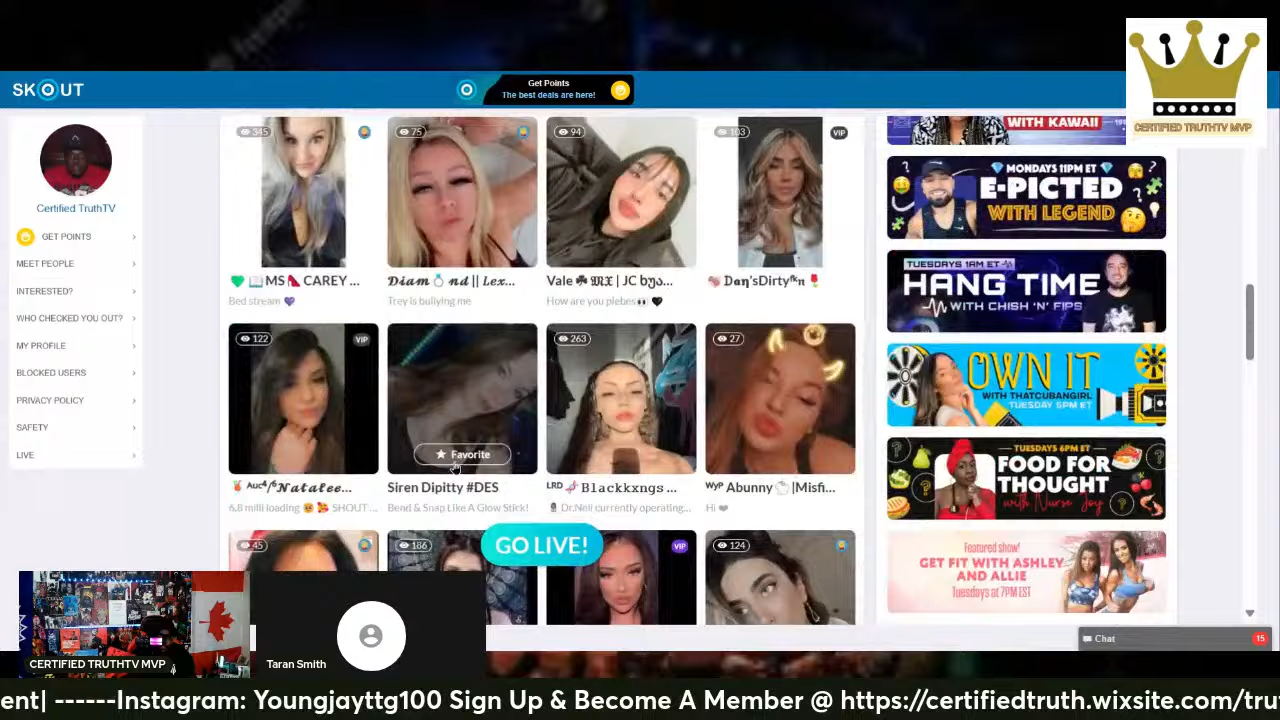 SKOUT
Get Points
The best deals are here!
CERTIFIED TRUTHTV MVP
Certified TruthTV
GET POINTS
MEET PEOPLE
INTERESTED?
WHO CHECKED YOU OUT?
MY PROFILE
BLOCKED USERS
PRIVACY POLICY
SAFETY
LIVE
345
75
94
103
VIP
MS CAREY ...
𝓓𝓲𝓪𝓶 𝓷𝓭 || 𝓛𝓮𝔁...
Vale ☘ 𝕸𝖃 | JC
'sDirty
Bed stream 💜
Trey is bullying me
How are you plebes 👀 🖤
122
VIP
Favorite
263
27
𝓝𝓪𝓽𝓪𝓵𝓮𝓮...
Siren Dipitty #DES
ᴸᴿᴰ 𝙱𝚕𝚊𝚌𝚔𝚔𝚡𝚗𝚐𝚜 ...
ᵂʸᴾ Abunny |Misfi...
6.8 milli loading SHOUT ...
Bend & Snap Like A Glow Stick!
Dr.Neli currently operating...
Hi ❤
45
186
VIP
124
GO LIVE!
WITH KAWAII
MONDAYS 11PM ET
E-PICTED
WITH LEGEND
TUESDAYS 1AM ET
HANG TIME
WITH CHISH 'N' FIPS
OWN IT
WITH THATCUBANGIRL
TUESDAY 5PM ET
TUESDAYS 6PM ET
FOOD FOR
THOUGHT
with Nurse Joy
Featured show!
GET FIT WITH ASHLEY
AND ALLIE
Tuesdays at 7PM EST
Chat
15
CERTIFIED TRUTHTV MVP
Taran Smith
ent| ------Instagram: Youngjayttg100 Sign Up & Become A Member @ https://certifiedtruth.wixsite.com/tru